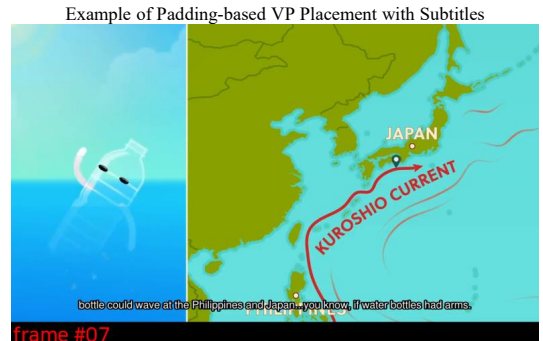 Example of Padding-based VP Placement with Subtitles
JAPAN
KUROSHIO CURRENT
bottle could wave at the Philippines and Japan...you know, if water bottles had arms.
PHILIPPINES
frame #07